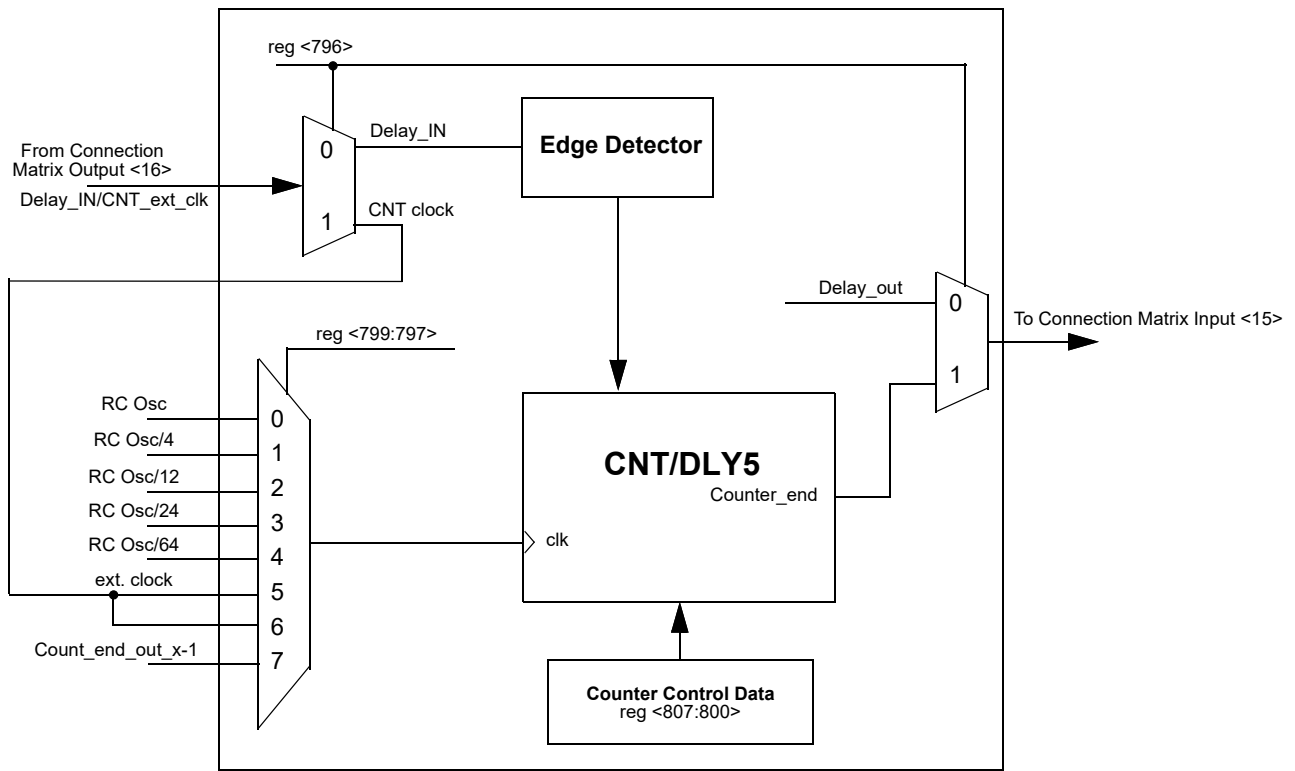 reg <796>
From Connection
Matrix Output <16>
Delay_IN/CNT_ext_clk
0
1
Delay_IN
CNT clock
Edge Detector
Delay_out
0
1
To Connection Matrix Input <15>
reg <799:797>
RC Osc
RC Osc/4
RC Osc/12
RC Osc/24
RC Osc/64
ext. clock
Count_end_out_x-1
0
1
2
3
4
5
6
7
CNT/DLY5
Counter_end
clk
Counter Control Data
reg <807:800>